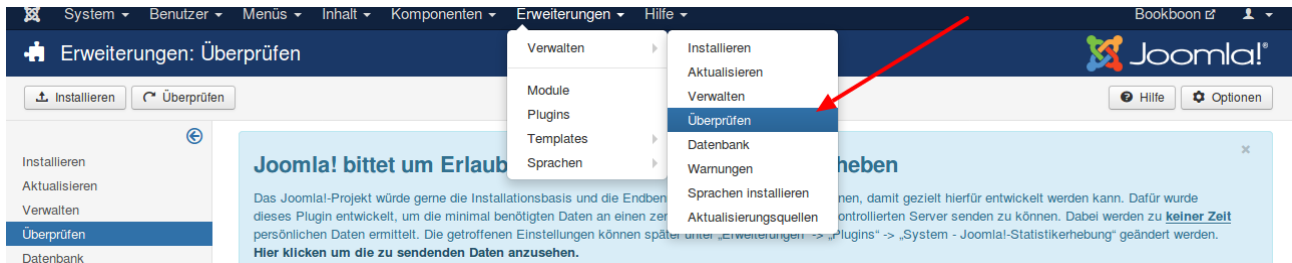 System Benutzer Menüs Inhalt Komponenten Erweiterungen Hilfe Bookboon
Erweiterungen: Überprüfen Joomla!®
Installieren Überprüfen Hilfe Optionen
Verwalten
Module
Plugins
Templates
Sprachen
Installieren
Aktualisieren
Verwalten
Überprüfen
Datenbank
Warnungen
Sprachen installieren
Aktualisierungsquellen
Installieren
Aktualisieren
Verwalten
Überprüfen
Datenbank
Joomla! bittet um Erlaub heben
Das Joomla!-Projekt würde gerne die Installationsbasis und die Endben nen, damit gezielt hierfür entwickelt werden kann. Dafür wurde
dieses Plugin entwickelt, um die minimal benötigten Daten an einen zer ontrollierten Server senden zu können. Dabei werden zu keiner Zeit
persönlichen Daten ermittelt. Die getroffenen Einstellungen können später unter „Erweiterungen“ -> „Plugins“ -> „System - Joomla!-Statistikerhebung“ geändert werden.
Hier klicken um die zu sendenden Daten anzusehen.